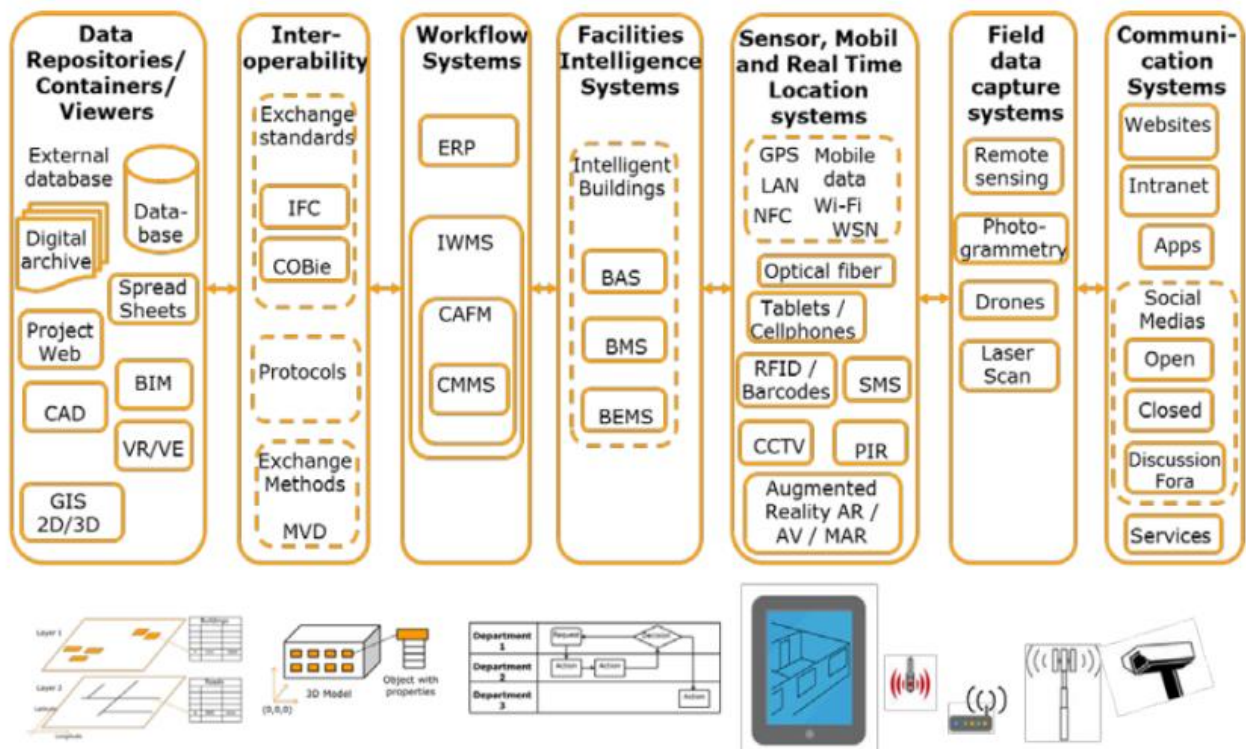 Data
Repositories/
Containers/
Viewers
External
database
Data-
base
Digital
archive
Spread
Sheets
Project
Web
BIM
CAD
VR/VE
GIS
2D/3D
Inter-
operability
Exchange
standards
IFC
COBie
Protocols
Exchange
Methods
MVD
Workflow
Systems
ERP
IWMS
CAFM
CMMS
Facilities
Intelligence
Systems
Intelligent
Buildings
BAS
BMS
BEMS
Sensor, Mobil
and Real Time
Location
systems
GPS
Mobile
data
LAN
Wi-Fi
NFC
WSN
Optical fiber
Tablets /
Cellphones
RFID /
Barcodes
SMS
CCTV
PIR
Augmented
Reality AR /
AV / MAR
Field
data
capture
systems
Remote
sensing
Photo-
grammetry
Drones
Laser
Scan
Communi-
cation
Systems
Websites
Intranet
Apps
Social
Medias
Open
Closed
Discussion
Fora
Services
Layer 1
Buildings
Layer 2
Roads
Latitude
Longitude
3D Model
(0,0,0)
Object with
properties
Department
1
Request
Decision
Department
2
Action
Action
Department
3
Action